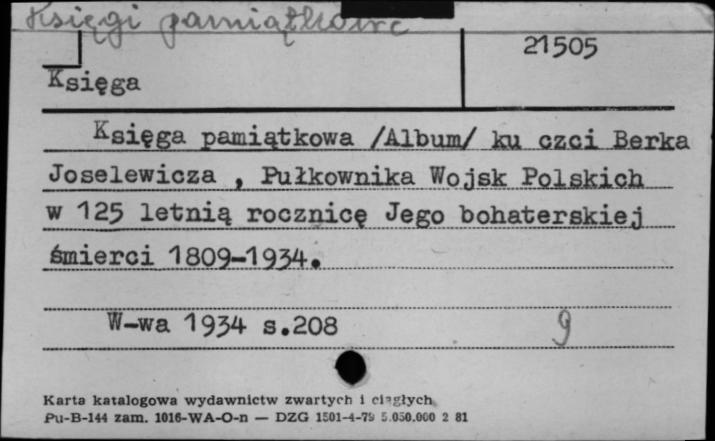 Księgi pamiątkowe
21505
Księga
Księga pamiątkowa /Album/ ku czci Berka
Joselewicza , Pułkownika Wojsk Polskich
w 125 letnią rocznicę Jego bohaterskiej
śmierci 1809-1934.
W-wa 1934 s.208
9
Karta katalogowa wydawnictw zwartych i ciągłych
Pu-B-144 zam. 1016-WA-O-n — DZG 1501-4-79 5.050.000 2 81